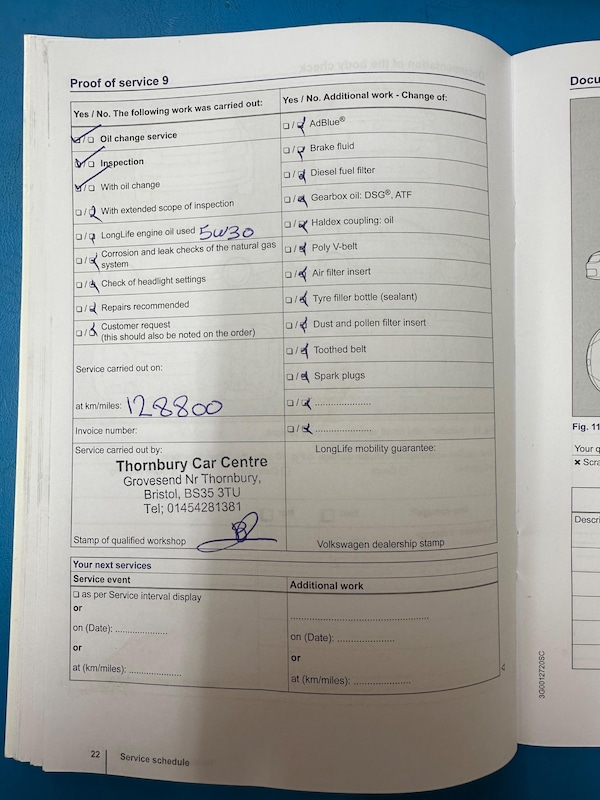 Proof of service 9
Yes / No. The following work was carried out:
Oil change service
Inspection
With oil change
With extended scope of inspection
LongLife engine oil used 5W30
Corrosion and leak checks of the natural gas
system
Check of headlight settings
Repairs recommended
Customer request
(this should also be noted on the order)
Service carried out on:
at km/miles: 128800
Invoice number:
Service carried out by:
Thornbury Car Centre
Grovesend Nr Thornbury,
Bristol, BS35 3TU
Tel; 01454281381
Stamp of qualified workshop
Yes / No. Additional work - Change of:
AdBlue®
Brake fluid
Diesel fuel filter
Gearbox oil: DSG®, ATF
Haldex coupling: oil
Poly V-belt
Air filter insert
Tyre filler bottle (sealant)
Dust and pollen filter insert
Toothed belt
Spark plugs
....................
....................
LongLife mobility guarantee:
Volkswagen dealership stamp
Your next services
Service event
as per Service interval display
or
on (Date): ....................
or
at (km/miles): ....................
Additional work
..................................................
on (Date): ....................
or
at (km/miles): ....................
22 Service schedule
3G0012720SC
Docu
Fig. 11
Your q
× Scra
Descri